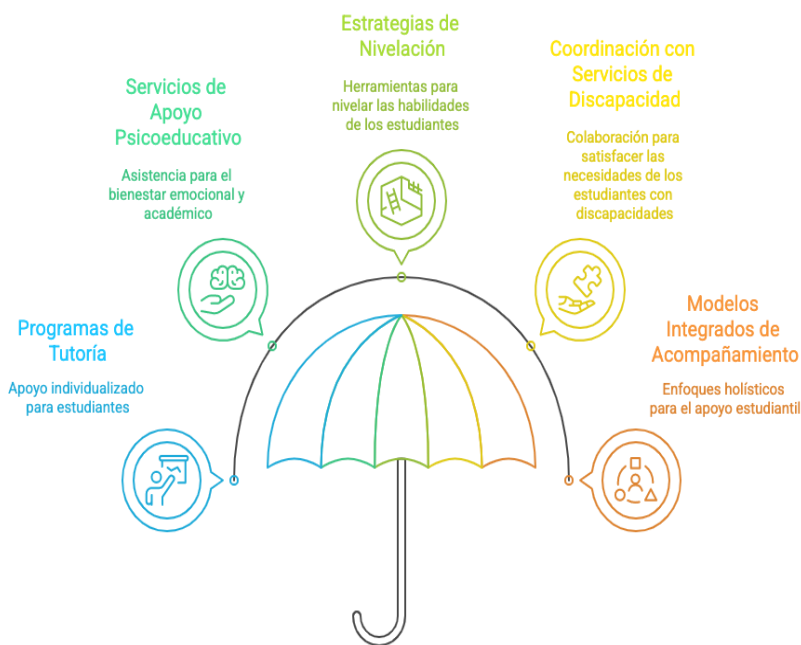 Programas de
Tutoría
Apoyo individualizado
para estudiantes
Servicios de
Apoyo
Psicoeducativo
Asistencia para el
bienestar emocional y
académico
Estrategias de
Nivelación
Herramientas para
nivelar las habilidades
de los estudiantes
Coordinación con
Servicios de
Discapacidad
Colaboración para
satisfacer las
necesidades de los
estudiantes con
discapacidades
Modelos
Integrados de
Acompañamiento
Enfoques holísticos
para el apoyo estudiantil